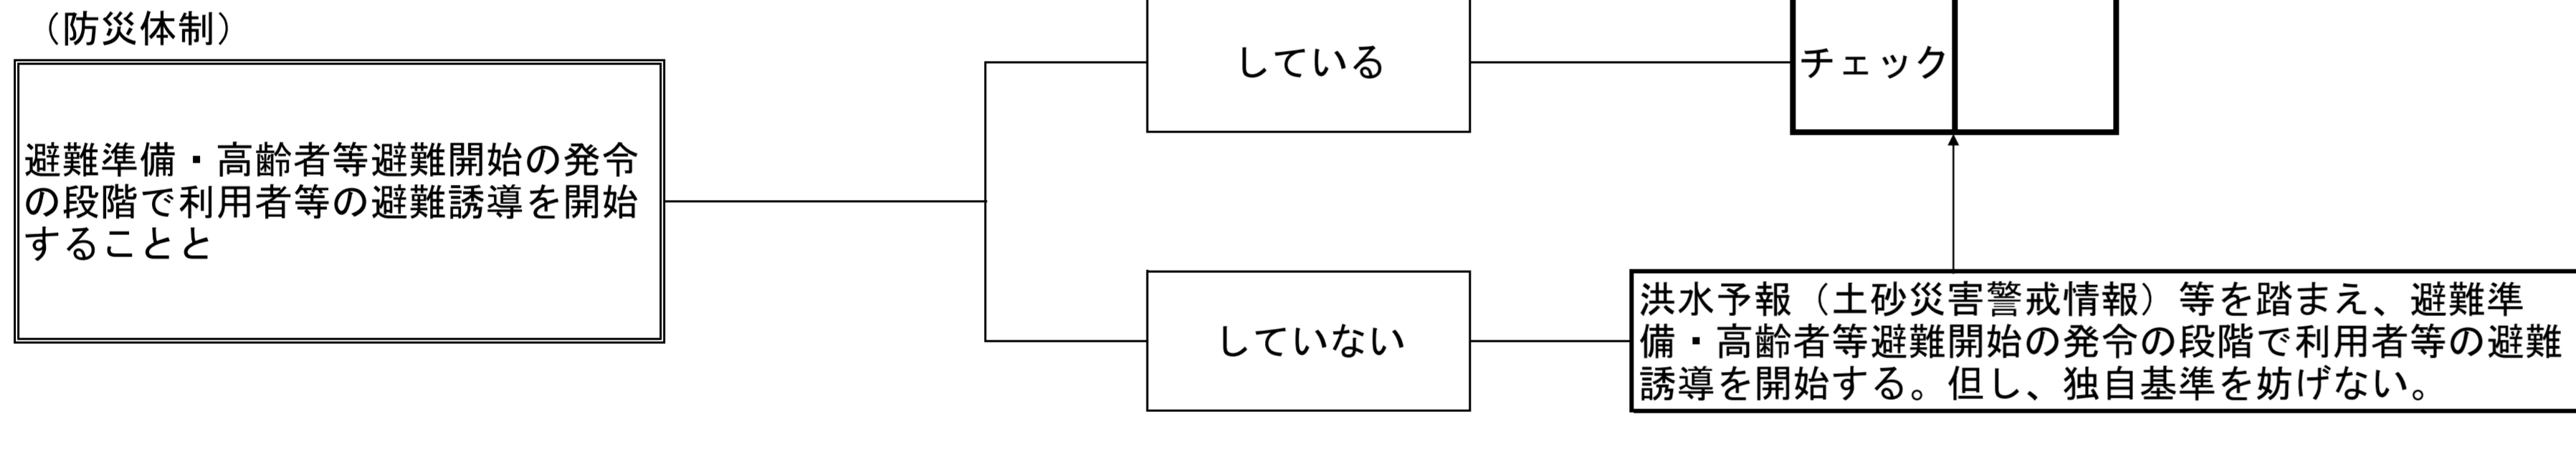 （防災体制）
避難準備・高齢者等避難開始の発令
の段階で利用者等の避難誘導を開始
することと
している
チェック
していない
洪水予報（土砂災害警戒情報）等を踏まえ、避難準
備・高齢者等避難開始の発令の段階で利用者等の避難
誘導を開始する。但し、独自基準を妨げない。